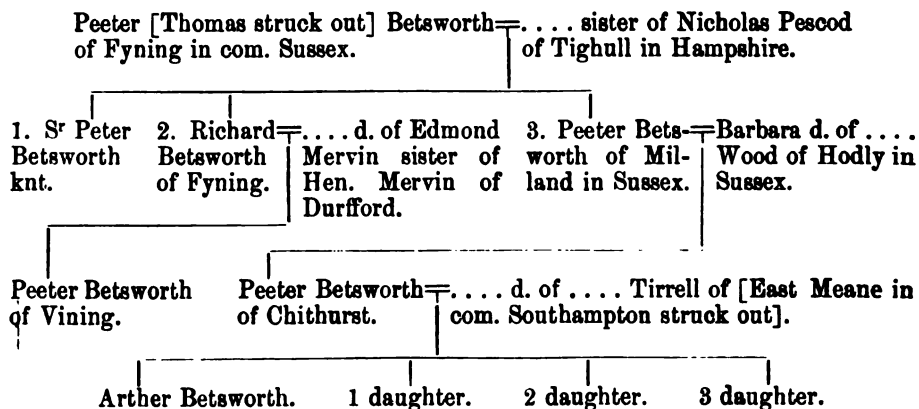 Peeter [Thomas struck out] Betsworth=.... sister of Nicholas Pescod
of Fyning in com. Sussex.
of Tighull in Hampshire.
1. Sr Peter
Betsworth
knt.
2. Richard=
Betsworth
of Fyning.
.... d. of Edmond
Mervin sister of
Hen. Mervin of
Durfford.
3. Peeter Bets-
worth of Mil-
land in Sussex.
=Barbara d. of ....
Wood of Hodly in
Sussex.
Peeter Betsworth
of Vining.
Peeter Betsworth
of Chithurst.
=.... d. of .... Tirrell of [East Meane in
com. Southampton struck out].
Arther Betsworth.
1 daughter.
2 daughter.
3 daughter.